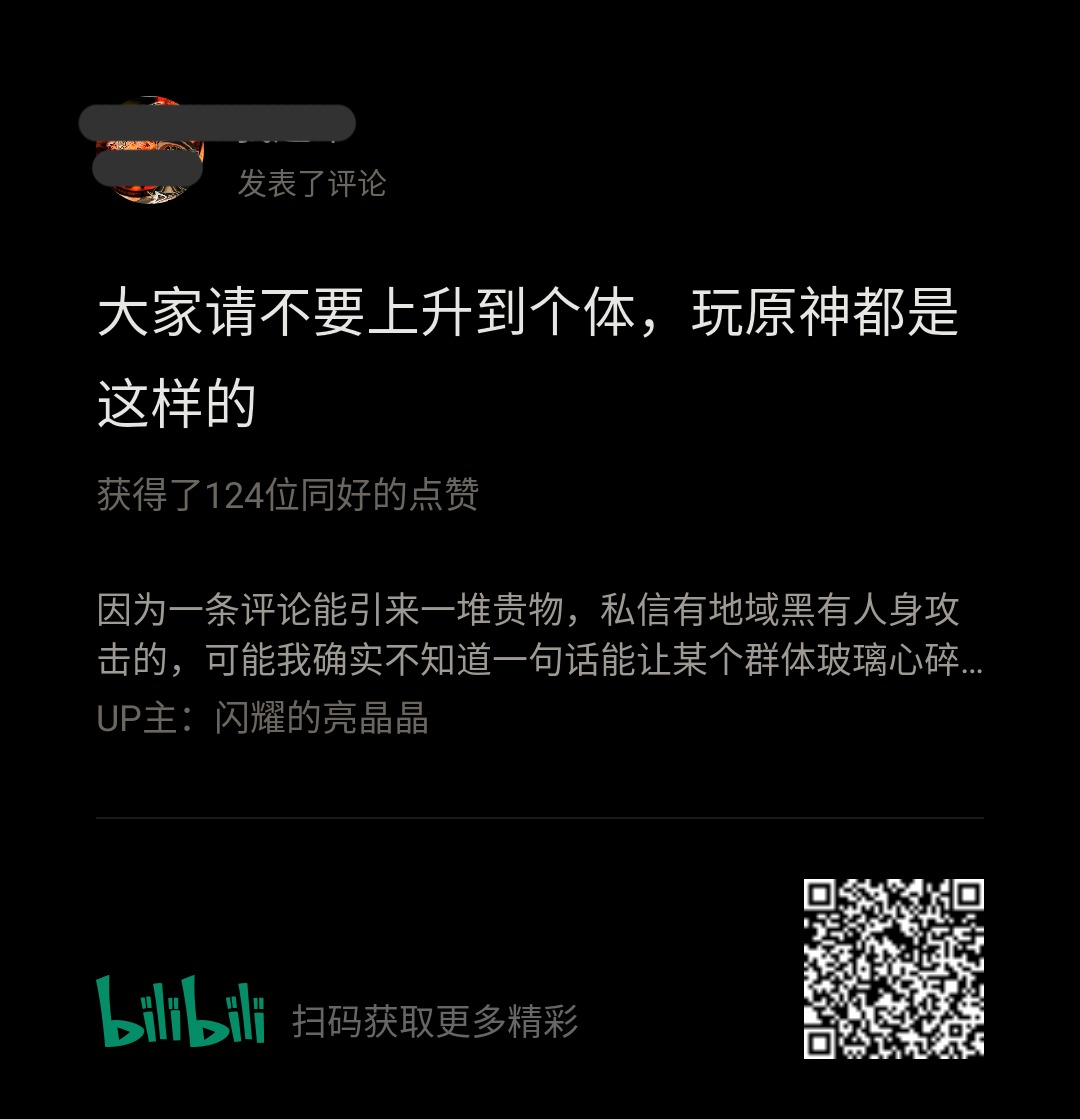 发表了评论
大家请不要上升到个体，玩原神都是
这样的
获得了124位同好的点赞
因为一条评论能引来一堆贵物，私信有地域黑有人身攻
击的，可能我确实不知道一句话能让某个群体玻璃心碎…
UP主：闪耀的亮晶晶
bilibili
扫码获取更多精彩